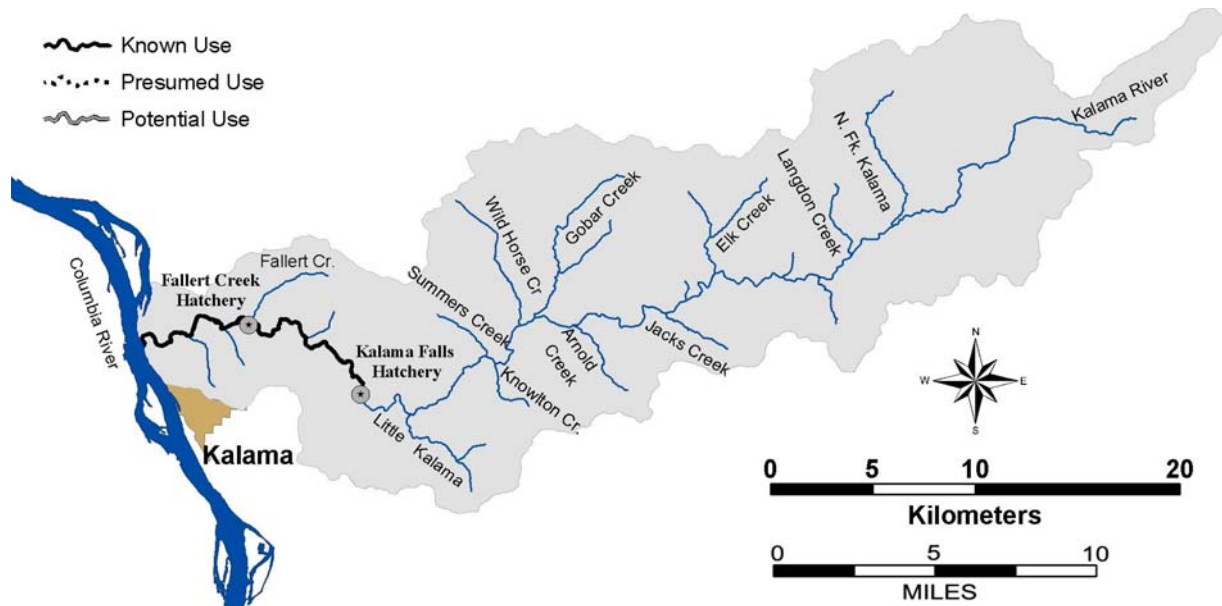 Known Use
Presumed Use
Potential Use
Kalama River
N. Fk. Kalama
Langdon Creek
Elk Creek
Gobar Creek
Wild Horse Cr
Summers Creek
Fallert Cr.
Fallert Creek
Hatchery
Columbia River
Kalama Falls
Hatchery
Arnold
Creek
Jacks Creek
Knowlton Cr.
Little Kalama
Kalama
N
W
E
S
0 5 10 20
Kilometers
0 5 10
MILES